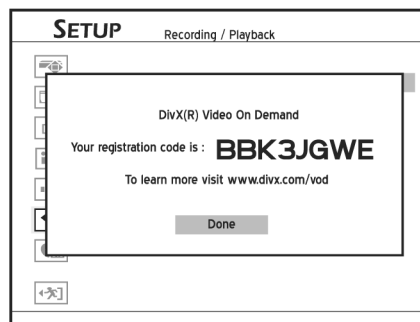 SETUP
Recording / Playback
DivX(R) Video On Demand
Your registration code is : BBK3JGWE
To learn more visit www.divx.com/vod
Done